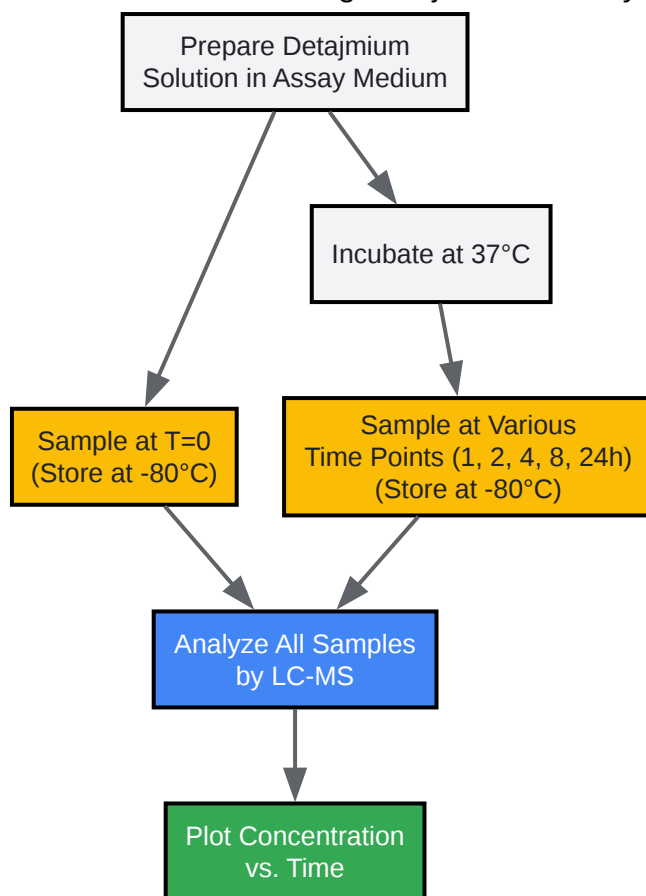 Prepare Detajmium
Solution in Assay Medium
Incubate at 37°C
Sample at T=0
(Store at -80°C)
Sample at Various
Time Points (1, 2, 4, 8, 24h)
(Store at -80°C)
Analyze All Samples
by LC-MS
Plot Concentration
vs. Time